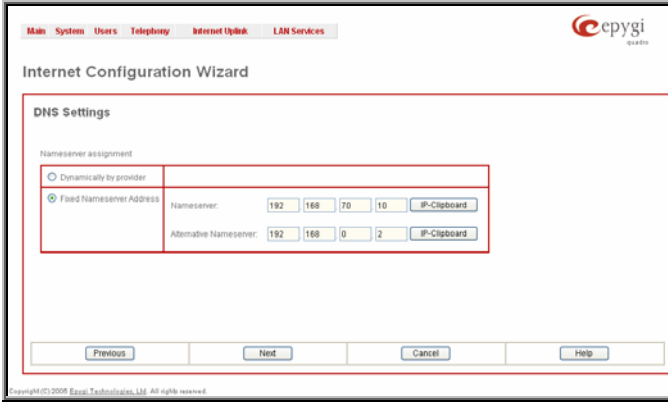 Main System Users Telephony Internet Uplink LAN Services
epygi
quadro
Internet Configuration Wizard
DNS Settings
Nameserver assignment
Dynamically by provider
Fixed Nameserver Address
Nameserver: 192 168 70 10 IP-Clipboard
Alternative Nameserver: 192 168 0 2 IP-Clipboard
Previous Next Cancel Help
Copyright (C) 2005 Epygi Technologies, Ltd. All rights reserved.